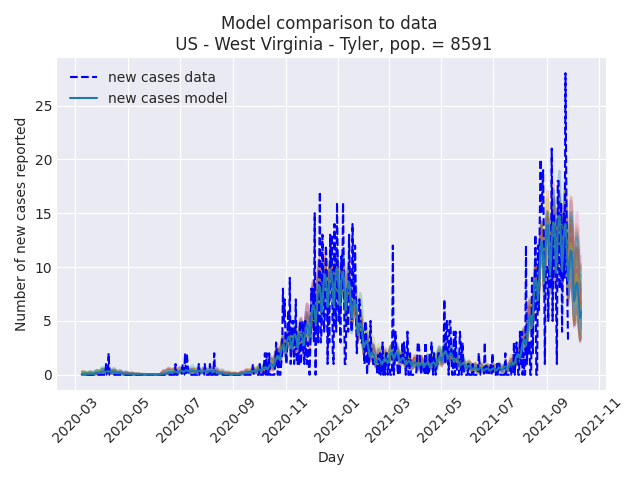 Model comparison to data
US - West Virginia - Tyler, pop. = 8591
new cases data
new cases model
Number of new cases reported
25
20
15
10
5
0
2020-03
2020-05
2020-07
2020-09
2020-11
2021-01
2021-03
2021-05
2021-07
2021-09
2021-11
Day